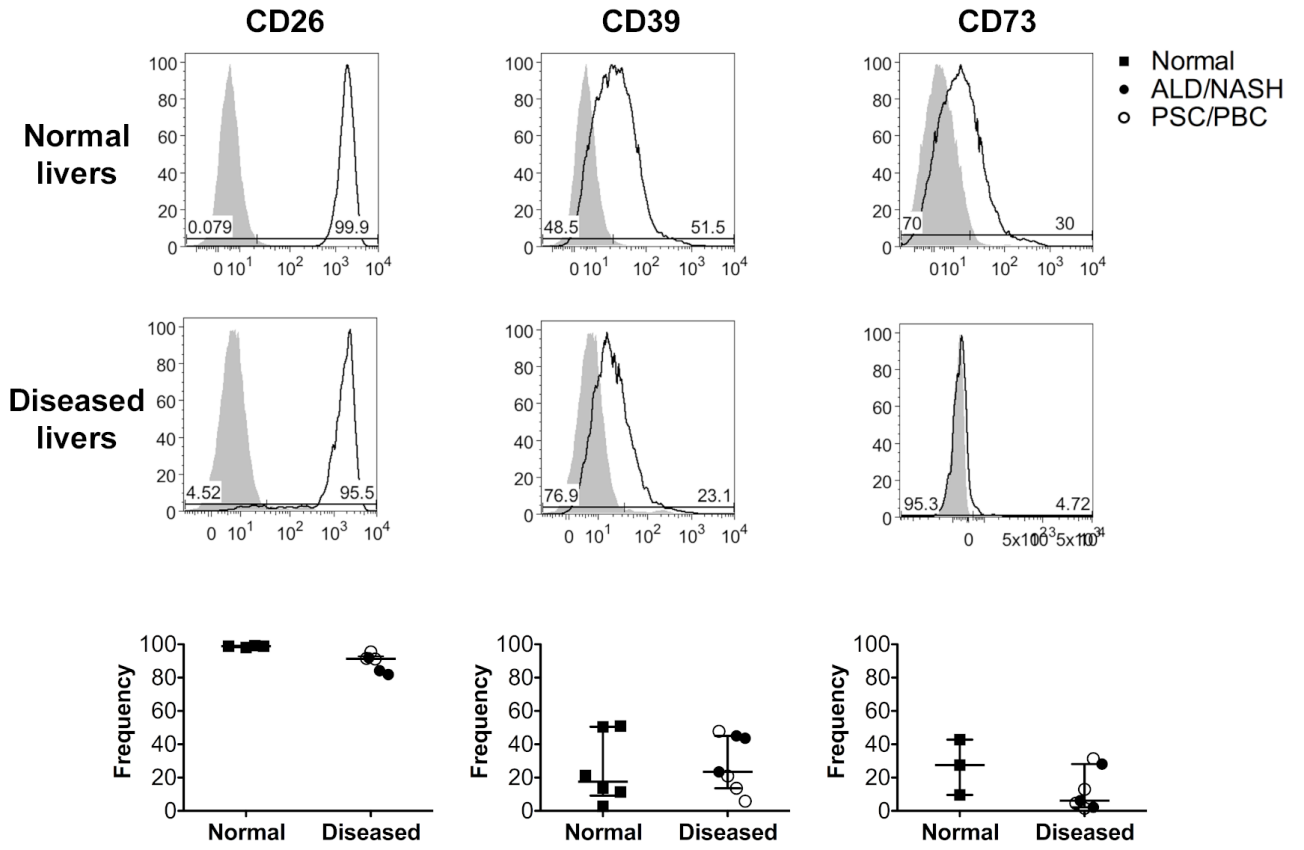 CD26 CD39 CD73
Normal
ALD/NASH
PSC/PBC
Normal
livers
100 100 100
80 80 80
60 60 60
40 40 40
20 20 20
0.079 99.9 48.5 51.5 70 30
0 0 0
0 10¹ 10² 10³ 10⁴ 0 10¹ 10² 10³ 10⁴ 0 10¹ 10² 10³ 10⁴
Diseased
livers
100 100 100
80 80 80
60 60 60
40 40 40
20 20 20
4.52 95.5 76.9 23.1 95.3 4.72
0 0 0
0 10¹ 10² 10³ 10⁴ 0 10¹ 10² 10³ 10⁴ 0
Frequency Frequency Frequency
100 100 100
80 80 80
60 60 60
40 40 40
20 20 20
0 0 0
Normal Diseased Normal Diseased Normal Diseased